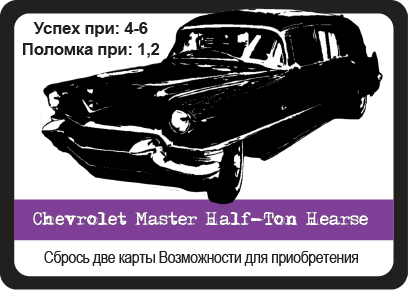 Успех при: 4-6
Поломка при: 1,2
Chevrolet Master Half-Ton Hearse
Сбрось две карты Возможности для приобретения